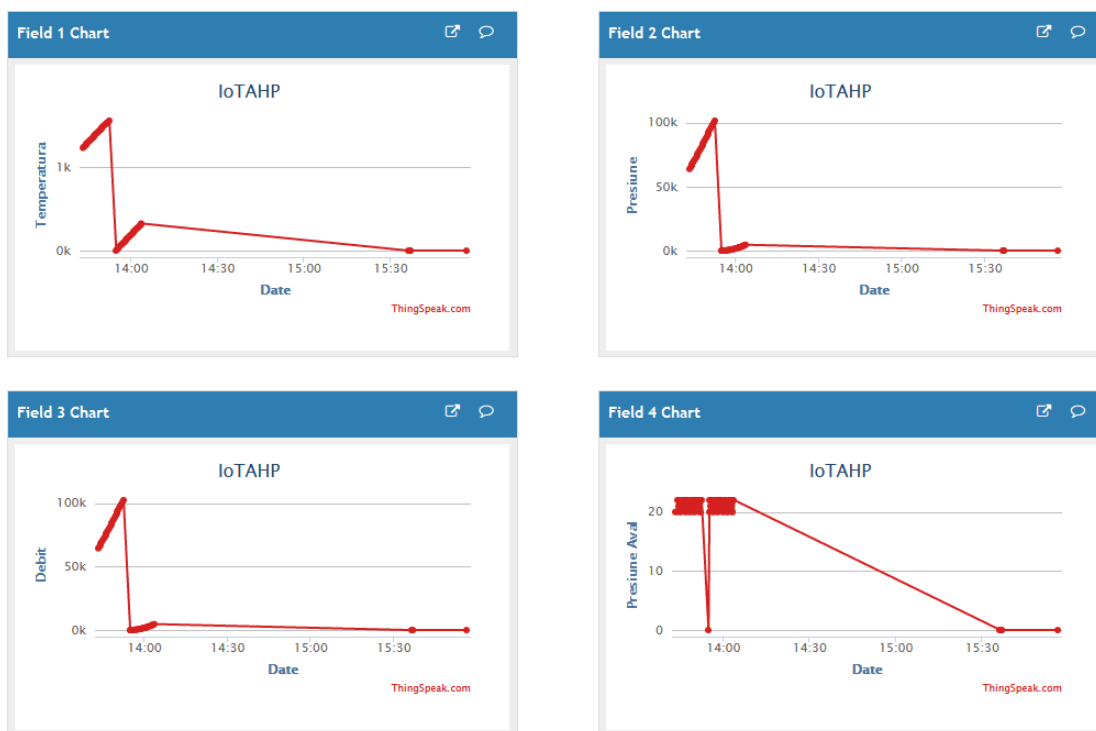 Field 1 Chart
IoTAHP
Temperatura
1k
0k
14:00 14:30 15:00 15:30
Date
ThingSpeak.com
Field 2 Chart
IoTAHP
Presiune
100k
50k
0k
14:00 14:30 15:00 15:30
Date
ThingSpeak.com
Field 3 Chart
IoTAHP
Debit
100k
50k
0k
14:00 14:30 15:00 15:30
Date
ThingSpeak.com
Field 4 Chart
IoTAHP
Presiune Aval
20
10
0
14:00 14:30 15:00 15:30
Date
ThingSpeak.com